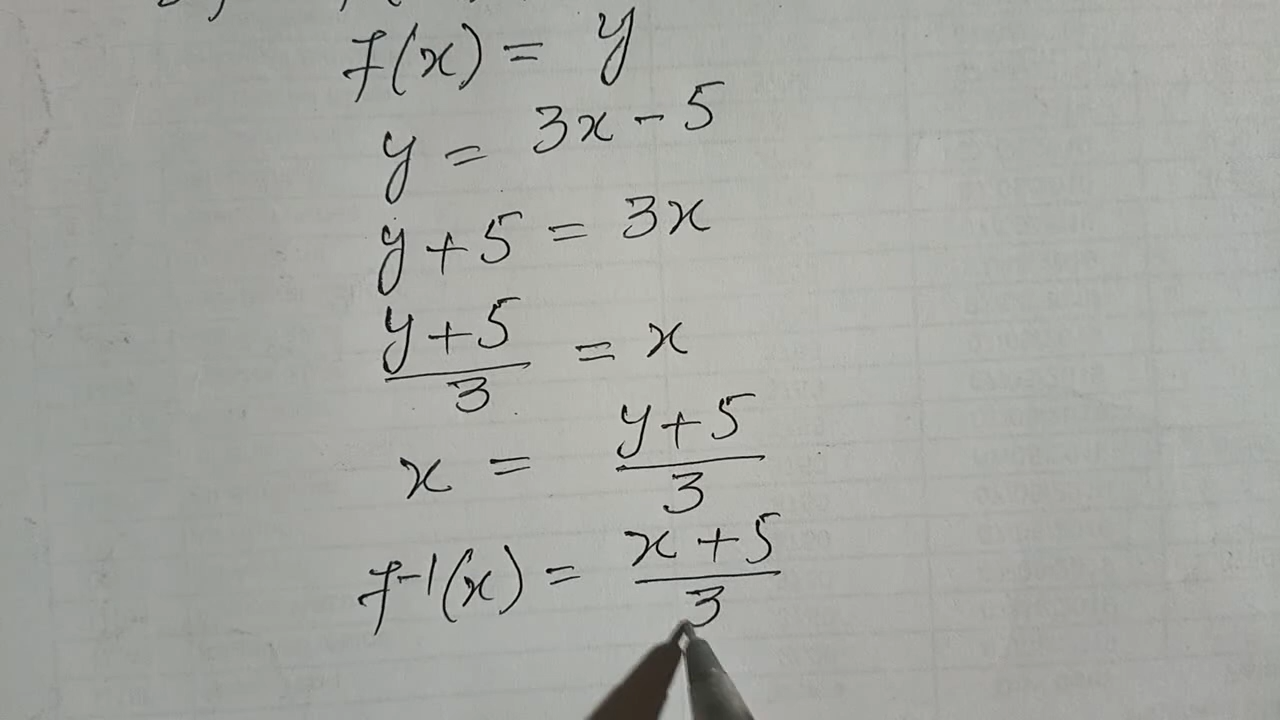 f(x) = y
y = 3x - 5
y + 5 = 3x
y + 5 / 3 = x
x = y + 5 / 3
f⁻¹(x) = x + 5 / 3